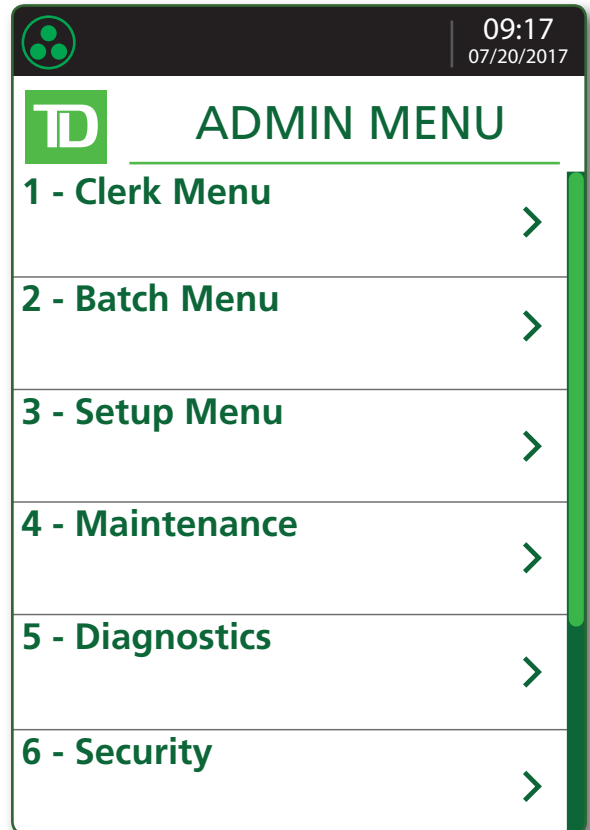 09:17
07/20/2017
TD
ADMIN MENU
1 - Clerk Menu
2 - Batch Menu
3 - Setup Menu
4 - Maintenance
5 - Diagnostics
6 - Security